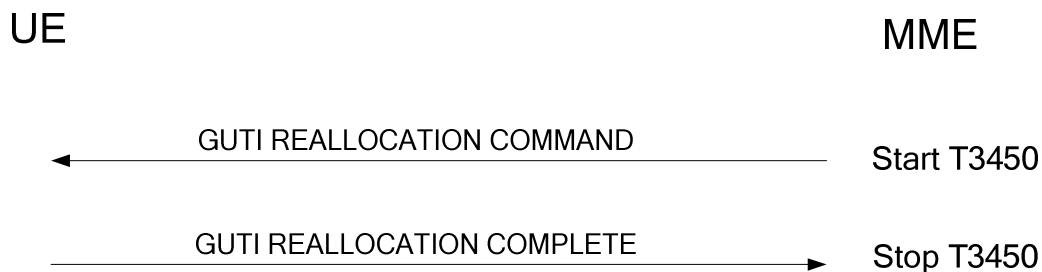 UE
MME
GUTI REALLOCATION COMMAND
Start T3450
GUTI REALLOCATION COMPLETE
Stop T3450